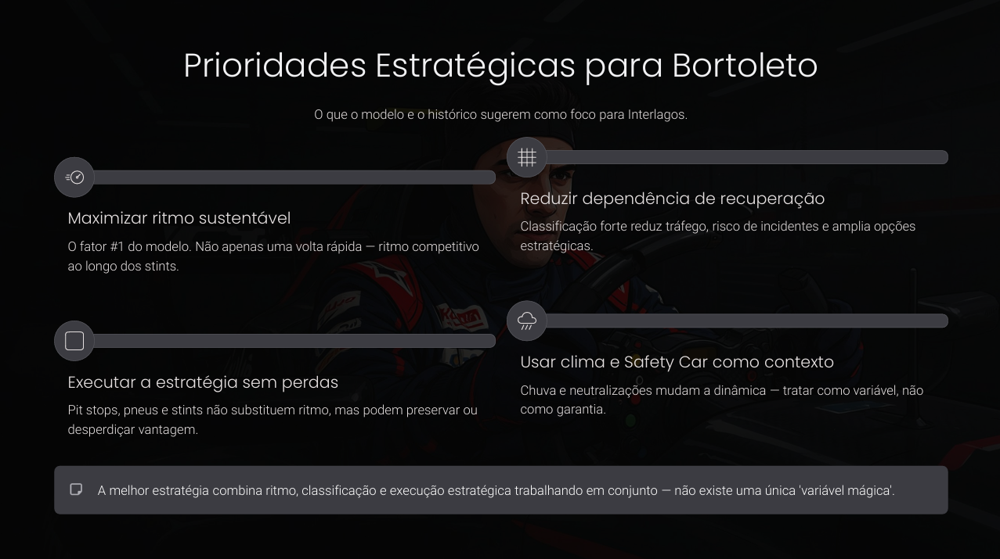 Prioridades Estratégicas para Bortoleto
O que o modelo e o histórico sugerem como foco para Interlagos.
Maximizar ritmo sustentável
O fator #1 do modelo. Não apenas uma volta rápida — ritmo competitivo
ao longo dos stints.
Reduzir dependência de recuperação
Classificação forte reduz tráfego, risco de incidentes e amplia opções
estratégicas.
Executar a estratégia sem perdas
Pit stops, pneus e stints não substituem ritmo, mas podem preservar ou
desperdiçar vantagem.
Usar clima e Safety Car como contexto
Chuva e neutralizações mudam a dinâmica — tratar como variável, não
como garantia.
A melhor estratégia combina ritmo, classificação e execução estratégica trabalhando em conjunto — não existe uma única 'variável mágica'.